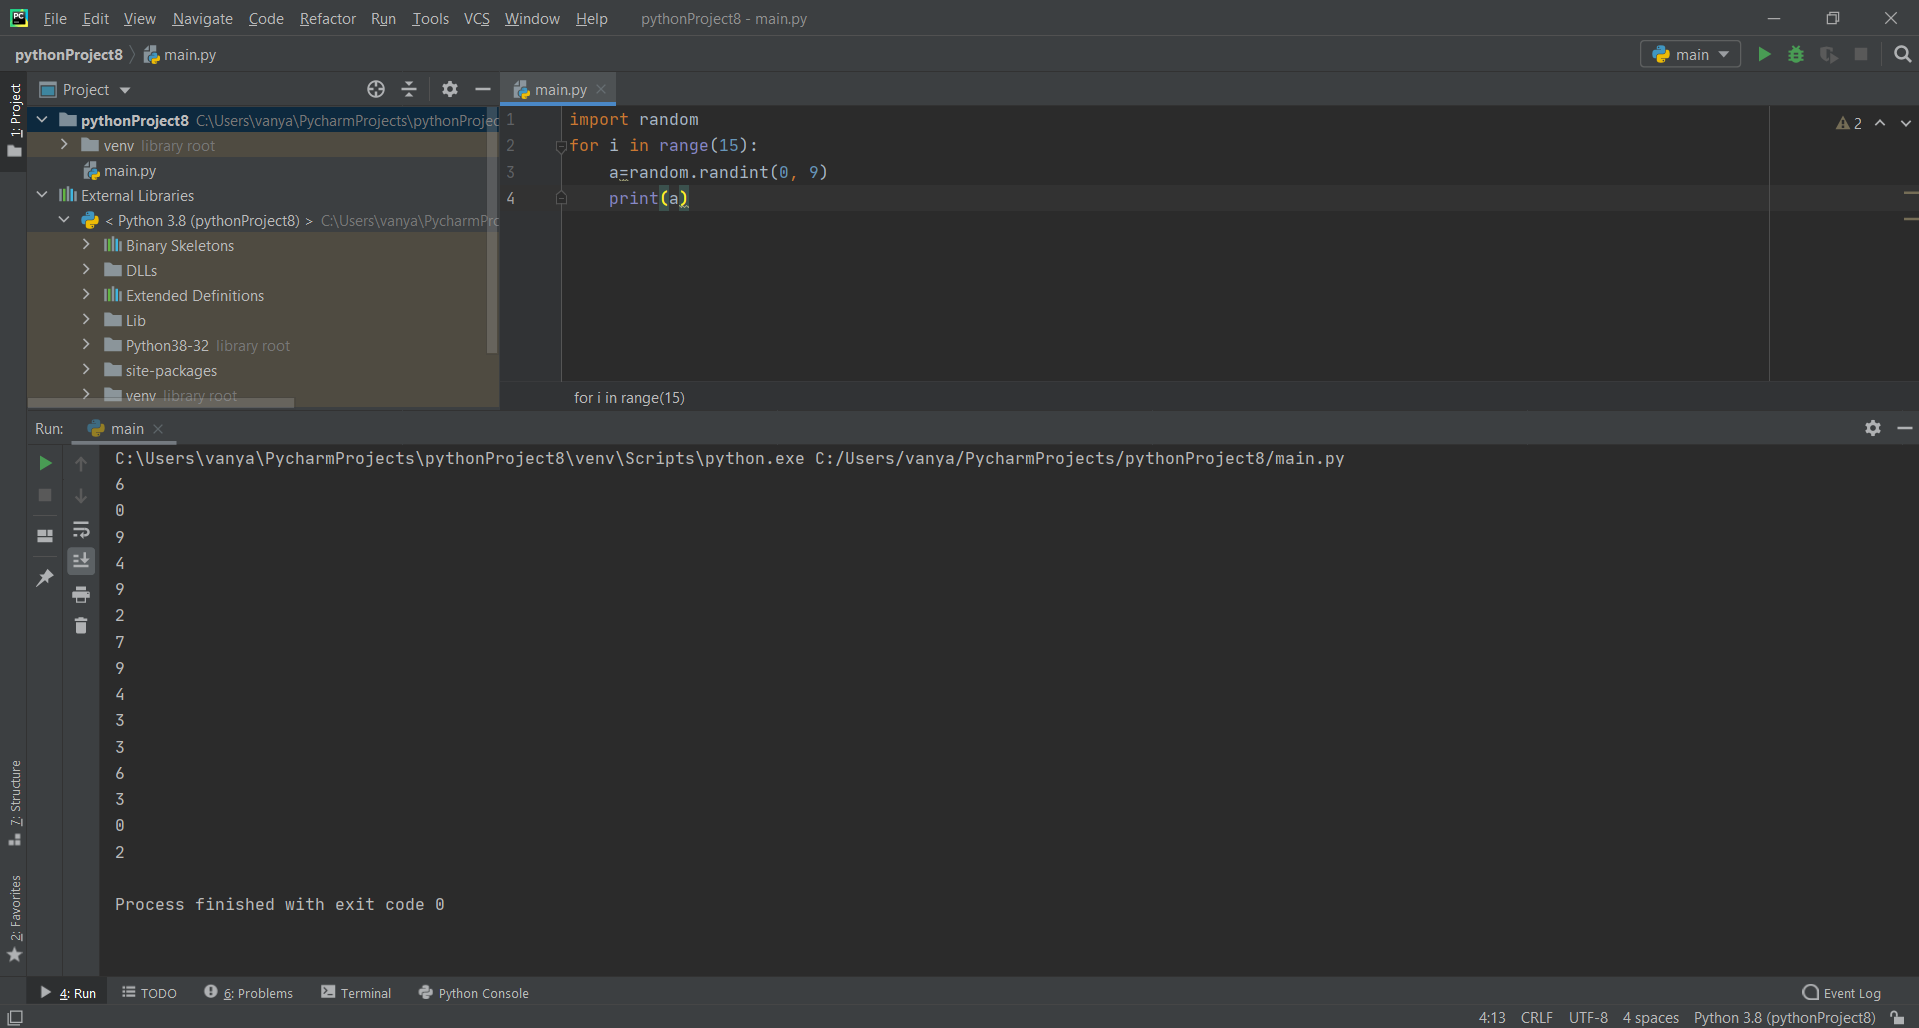 File Edit View Navigate Code Refactor Run Tools VCS Window Help pythonProject8 - main.py
pythonProject8 main.py main
1: Project
Project
pythonProject8 C:\Users\vanya\PycharmProjects\pythonProjec
venv library root
main.py
External Libraries
< Python 3.8 (pythonProject8) > C:\Users\vanya\PycharmPrc
Binary Skeletons
DLLs
Extended Definitions
Lib
Python38-32 library root
site-packages
venv library root
main.py
1 import random
2 for i in range(15):
3 a=random.randint(0, 9)
4 print(a)
2
for i in range(15)
Run: main
C:\Users\vanya\PycharmProjects\pythonProject8\venv\Scripts\python.exe C:/Users/vanya/PycharmProjects/pythonProject8/main.py
6
0
9
4
9
2
7
9
4
3
3
6
3
0
2
Process finished with exit code 0
7: Structure
2: Favorites
4: Run TODO 6: Problems Terminal Python Console Event Log
4:13 CRLF UTF-8 4 spaces Python 3.8 (pythonProject8)